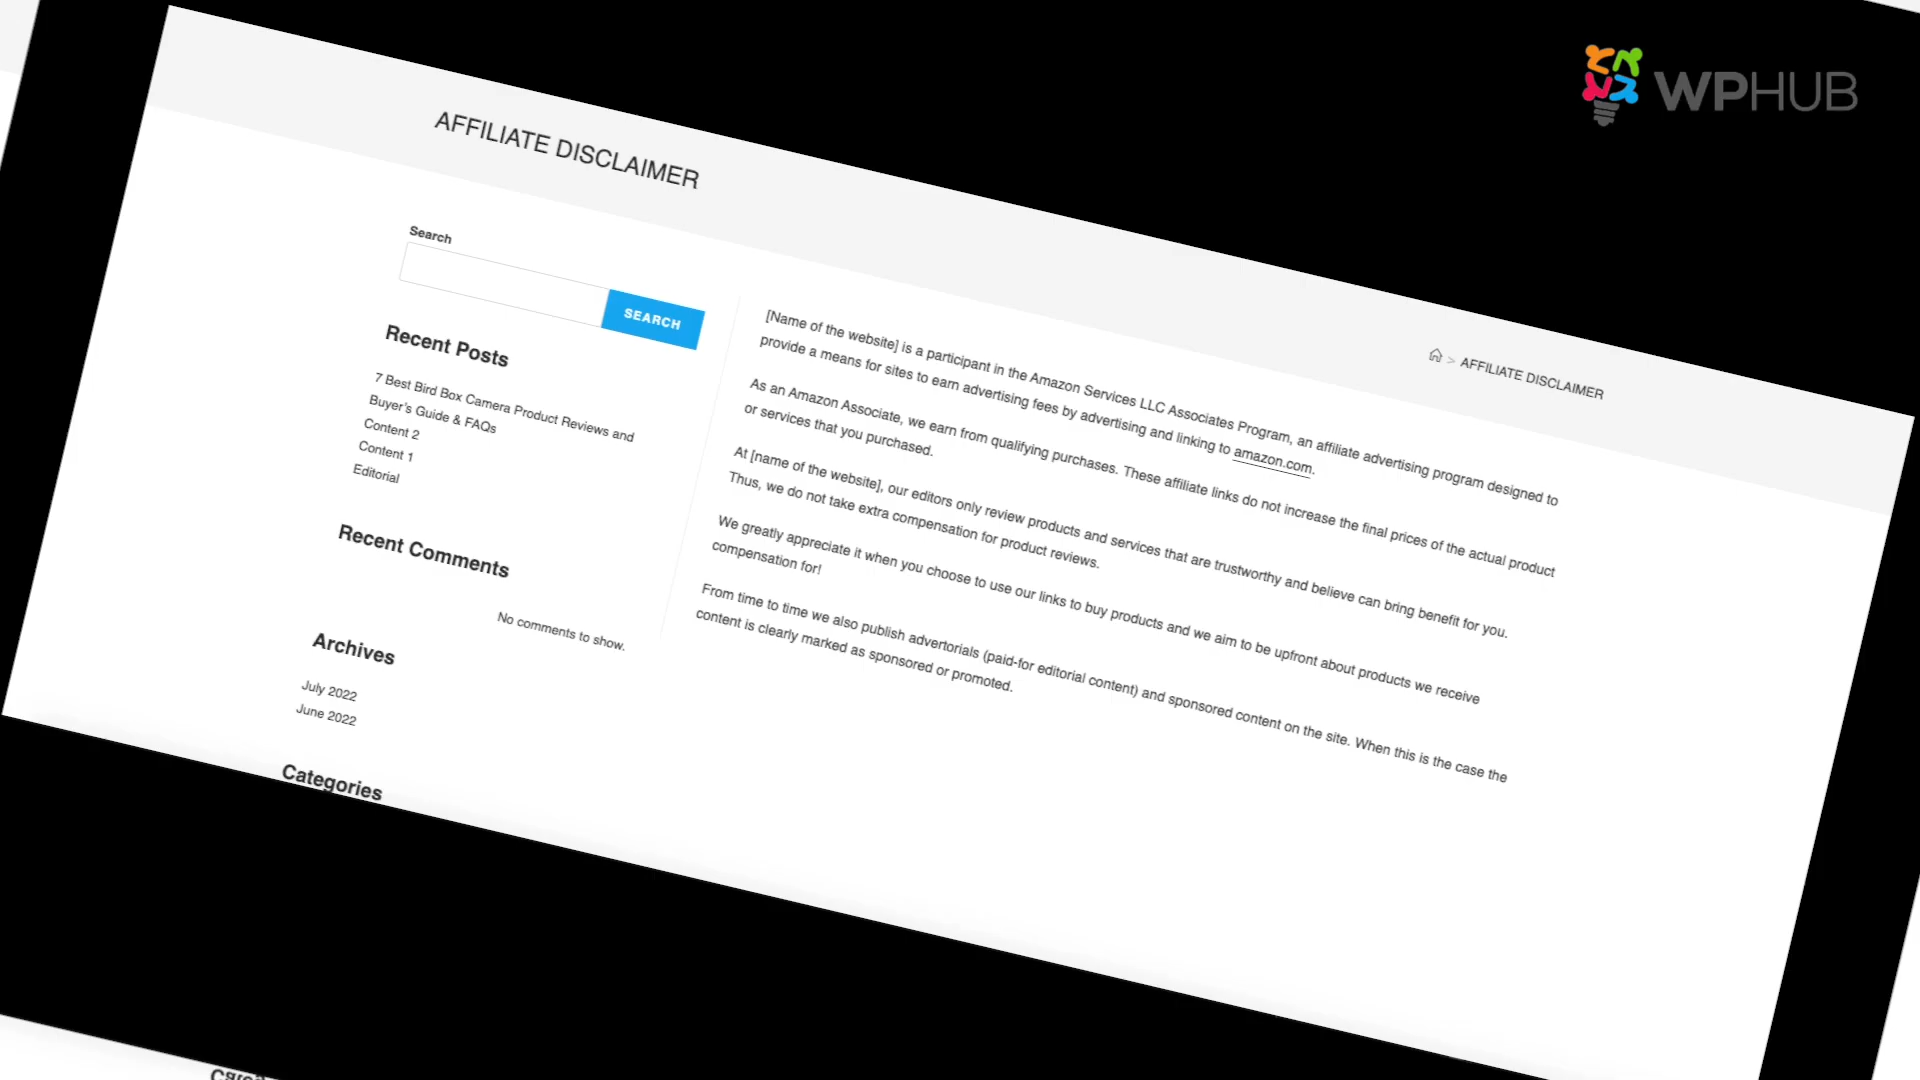 WPHUB
AFFILIATE DISCLAIMER
> AFFILIATE DISCLAIMER
Search
SEARCH
Recent Posts
7 Best Bird Box Camera Product Reviews and
Buyer's Guide & FAQs
Content 2
Content 1
Editorial
Recent Comments
No comments to show.
Archives
July 2022
June 2022
Categories
[Name of the website] is a participant in the Amazon Services LLC Associates Program, an affiliate advertising program designed to
provide a means for sites to earn advertising fees by advertising and linking to amazon.com.
As an Amazon Associate, we earn from qualifying purchases. These affiliate links do not increase the final prices of the actual product
or services that you purchased.
At [name of the website], our editors only review products and services that are trustworthy and believe can bring benefit for you.
Thus, we do not take extra compensation for product reviews.
We greatly appreciate it when you choose to use our links to buy products and we aim to be upfront about products we receive
compensation for!
From time to time we also publish advertorials (paid-for editorial content) and sponsored content on the site. When this is the case the
content is clearly marked as sponsored or promoted.